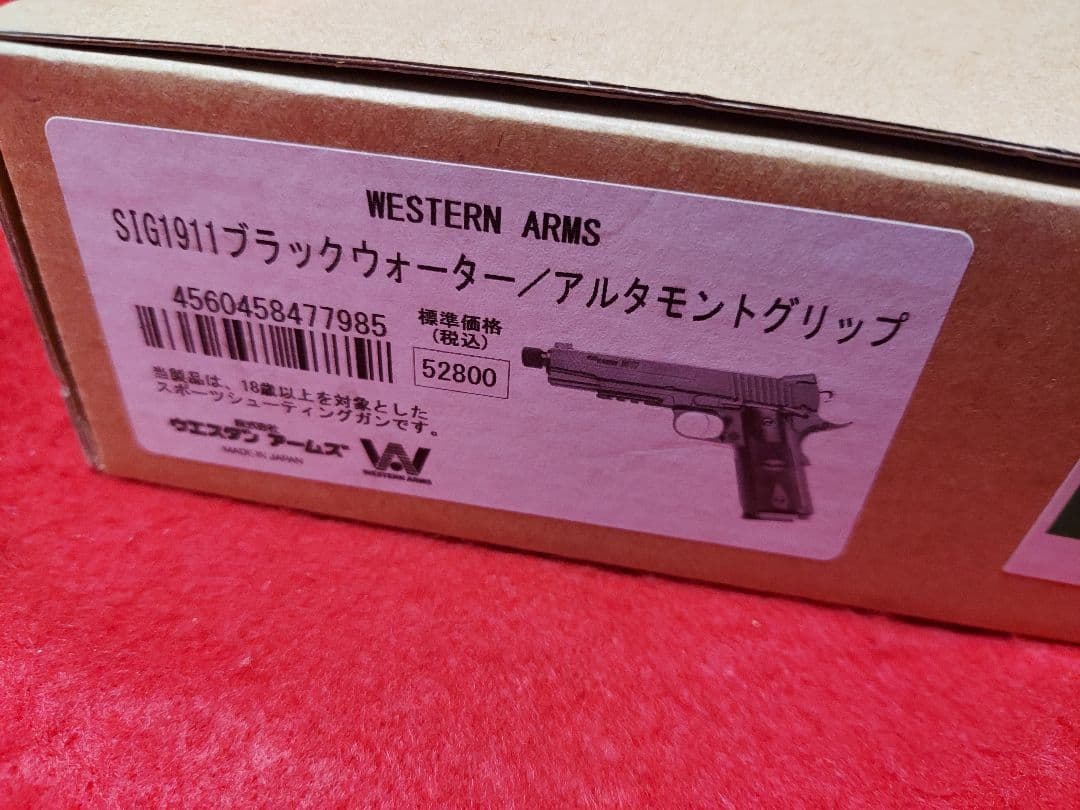 WESTERN ARMS
SIG1911ブラックウォーター／アルタモントグリップ
4560458477985
標準価格
(税込)
52800
当製品は、18歳以上を対象とした
スポーツシューティングガンです。
株式会社
ウエスタン アームズ
MADE IN JAPAN
WESTERN ARMS